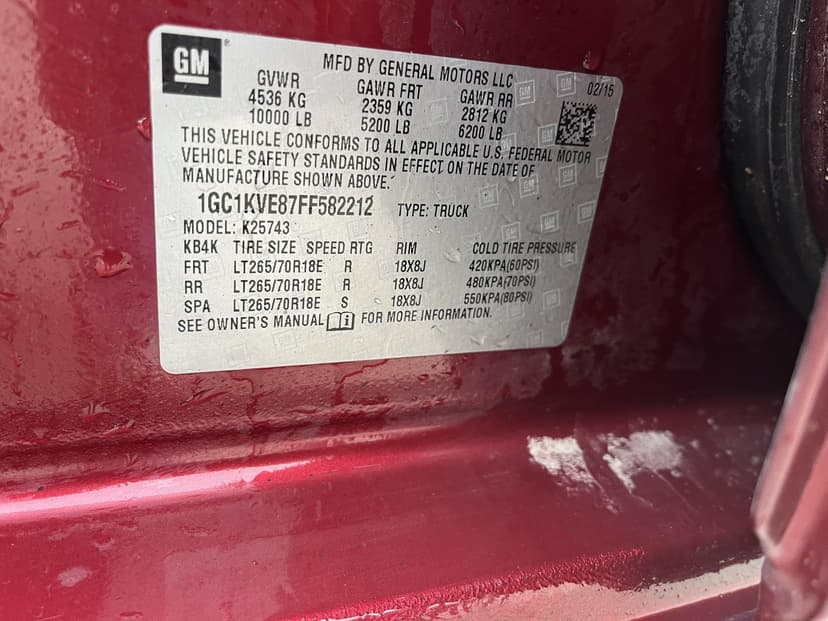 GM ®
MFD BY GENERAL MOTORS LLC
02/15
GVWR GAWR FRT GAWR RR
4536 KG 2359 KG 2812 KG
10000 LB 5200 LB 6200 LB
THIS VEHICLE CONFORMS TO ALL APPLICABLE U.S. FEDERAL MOTOR
VEHICLE SAFETY STANDARDS IN EFFECT ON THE DATE OF
MANUFACTURE SHOWN ABOVE.
1GC1KVE87FF582212 TYPE: TRUCK
MODEL: K25743
KB4K TIRE SIZE SPEED RTG RIM COLD TIRE PRESSURE
FRT LT265/70R18E R 18X8J 420KPA(60PSI)
RR LT265/70R18E R 18X8J 480KPA(70PSI)
SPA LT265/70R18E S 18X8J 550KPA(80PSI)
SEE OWNER'S MANUAL FOR MORE INFORMATION.